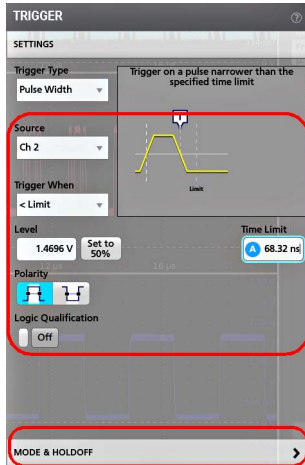 TRIGGER
?
SETTINGS
Trigger Type
Pulse Width
Trigger on a pulse narrower than the
specified time limit
T
Limit
Source
Ch 2
Trigger When
< Limit
Level
1.4696 V
Set to
50%
Time Limit
A 68.32 ns
Polarity
Logic Qualification
Off
MODE & HOLDOFF